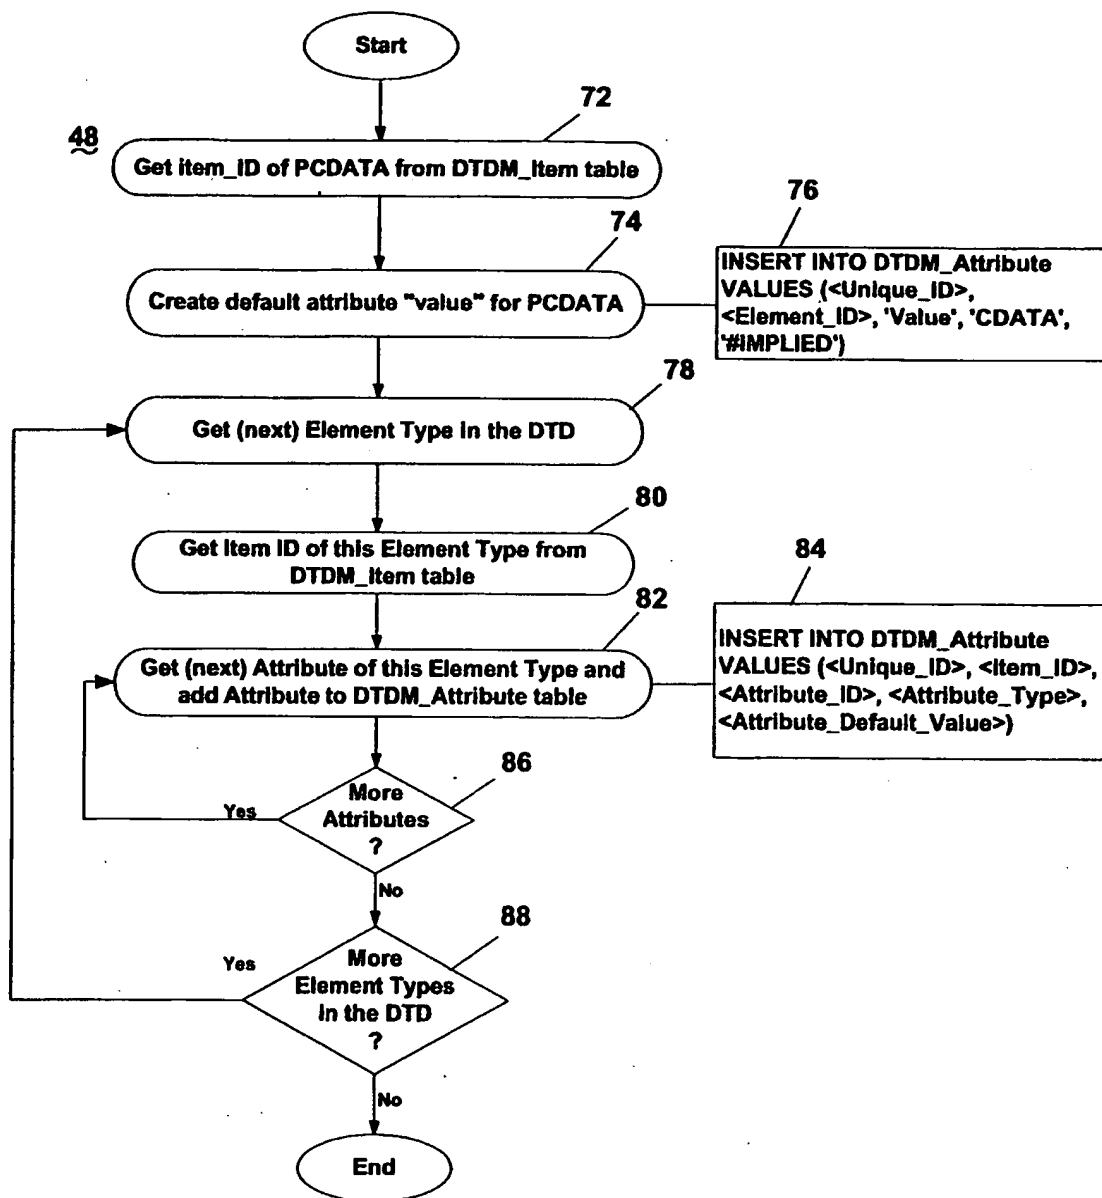 Start
72
48
Get item_ID of PCDATA from DTDM_Item table
74
76
Create default attribute "value" for PCDATA
INSERT INTO DTDM_Attribute
VALUES (<Unique_ID>,
<Element_ID>, 'Value', 'CDATA',
'#IMPLIED')
78
Get (next) Element Type in the DTD
80
Get Item ID of this Element Type from
DTDM_Item table
82
84
Get (next) Attribute of this Element Type and
add Attribute to DTDM_Attribute table
INSERT INTO DTDM_Attribute
VALUES (<Unique_ID>, <Item_ID>,
<Attribute_ID>, <Attribute_Type>,
<Attribute_Default_Value>)
86
More
Attributes
?
Yes
No
88
More
Element Types
in the DTD
?
Yes
No
End